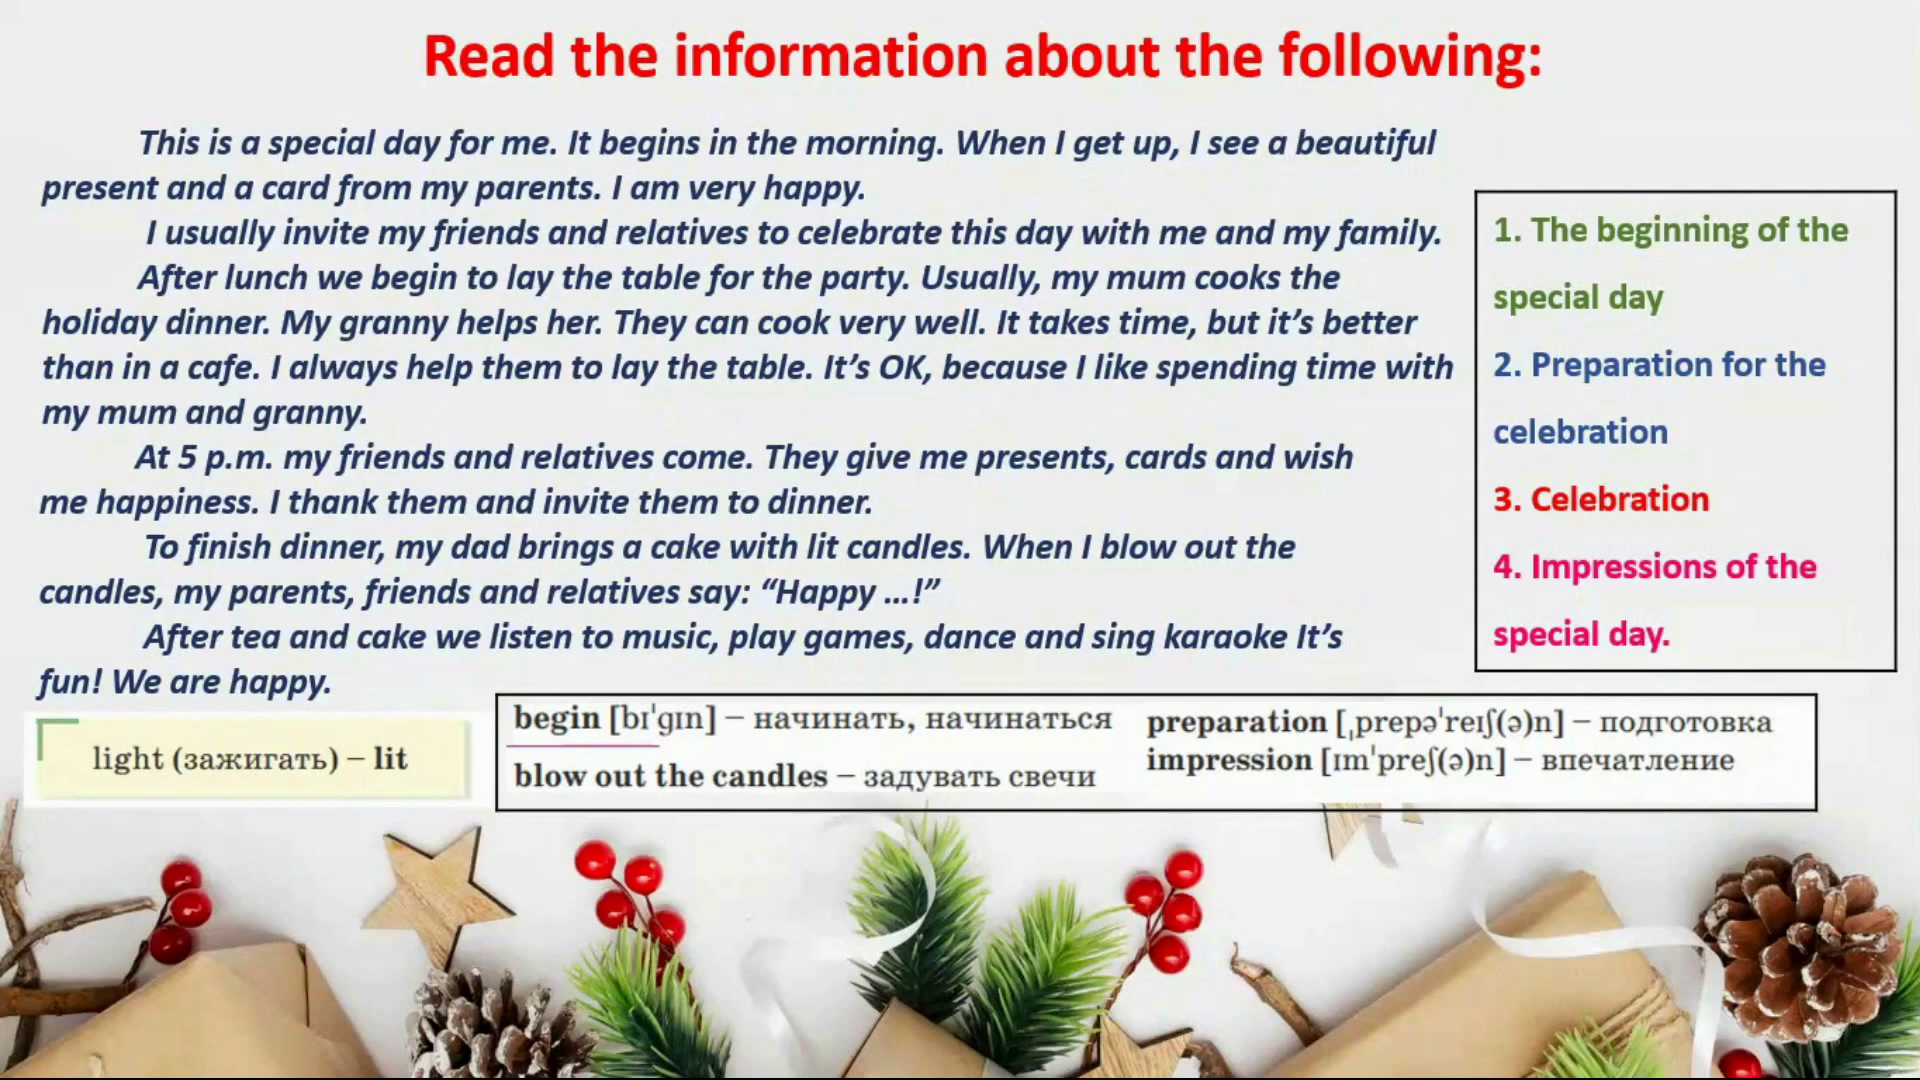 Read the information about the following:
This is a special day for me. It begins in the morning. When I get up, I see a beautiful
present and a card from my parents. I am very happy.
I usually invite my friends and relatives to celebrate this day with me and my family.
After lunch we begin to lay the table for the party. Usually, my mum cooks the
holiday dinner. My granny helps her. They can cook very well. It takes time, but it’s better
than in a cafe. I always help them to lay the table. It’s OK, because I like spending time with
my mum and granny.
At 5 p.m. my friends and relatives come. They give me presents, cards and wish
me happiness. I thank them and invite them to dinner.
To finish dinner, my dad brings a cake with lit candles. When I blow out the
candles, my parents, friends and relatives say: “Happy ...!”
After tea and cake we listen to music, play games, dance and sing karaoke It’s
fun! We are happy.
1. The beginning of the
special day
2. Preparation for the
celebration
3. Celebration
4. Impressions of the
special day.
light (зажигать) – lit
begin [bɪˈɡɪn] – начинать, начинаться
blow out the candles – задувать свечи
preparation [ˌprepəˈreɪʃ(ə)n] – подготовка
impression [ɪmˈpreʃ(ə)n] – впечатление